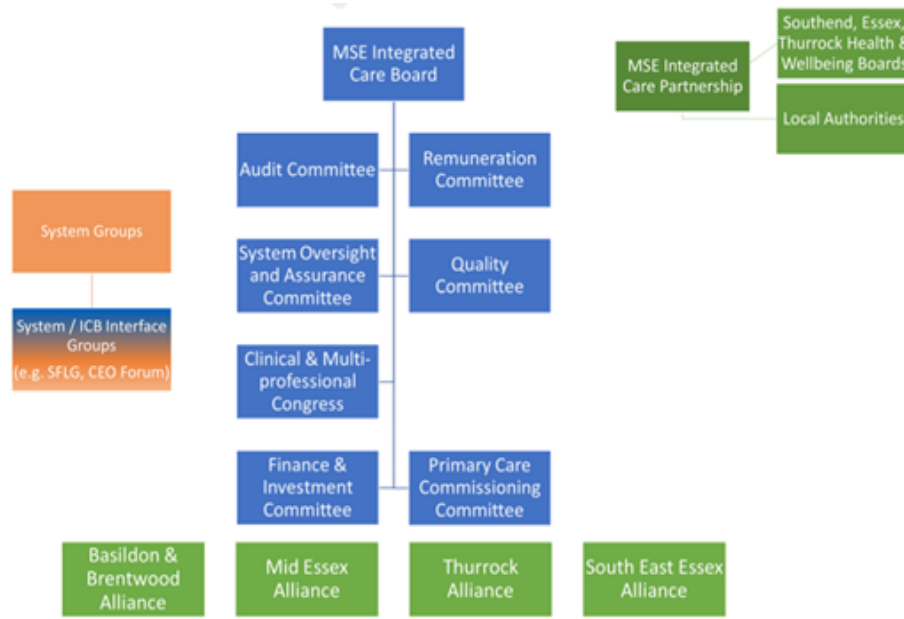 MSE Integrated
Care Board
MSE Integrated
Care Partnership
Southend, Essex,
Thurrock Health &
Wellbeing Boards
Local Authorities
Audit Committee
Remuneration
Committee
System Groups
System Oversight
and Assurance
Committee
Quality
Committee
System / ICB Interface
Groups
(e.g. SFLG, CEO Forum)
Clinical & Multi-
professional
Congress
Finance &
Investment
Committee
Primary Care
Commissioning
Committee
Basildon &
Brentwood
Alliance
Mid Essex
Alliance
Thurrock
Alliance
South East Essex
Alliance